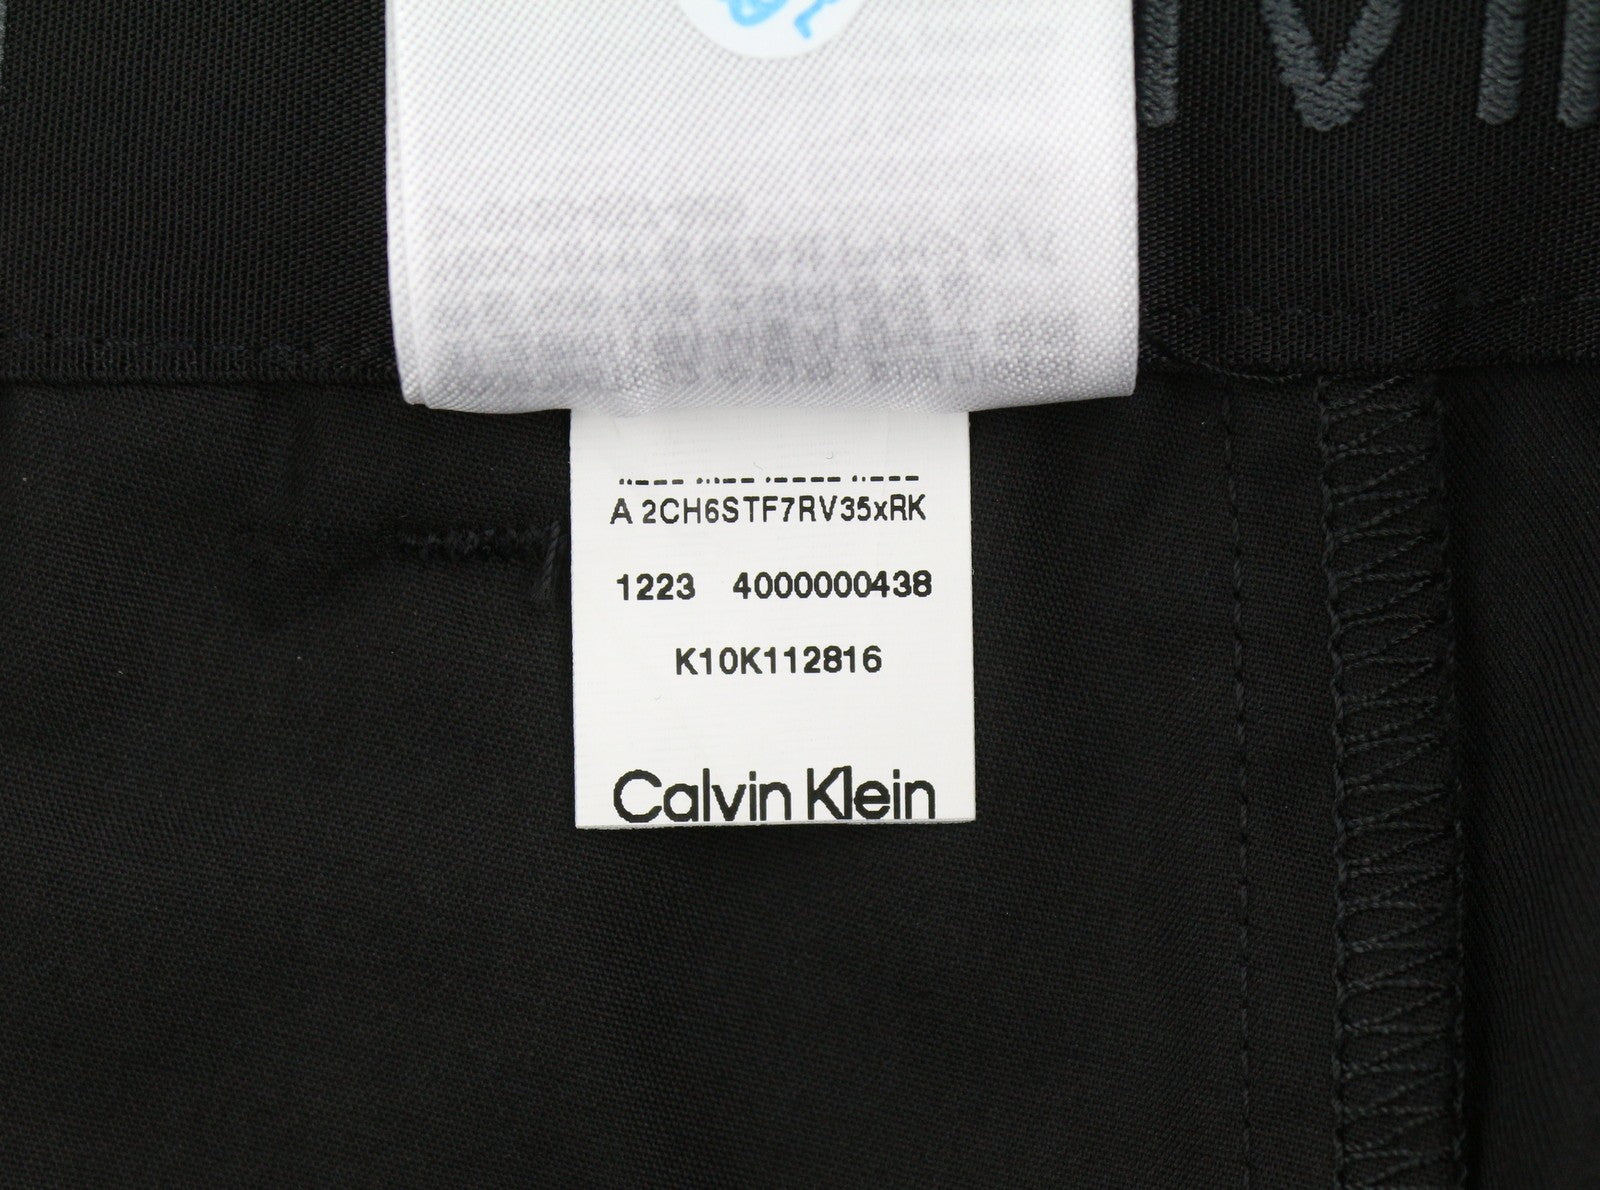 A 2CH6STF7RV35xRK
1223 4000000438
K10K112816
Calvin Klein